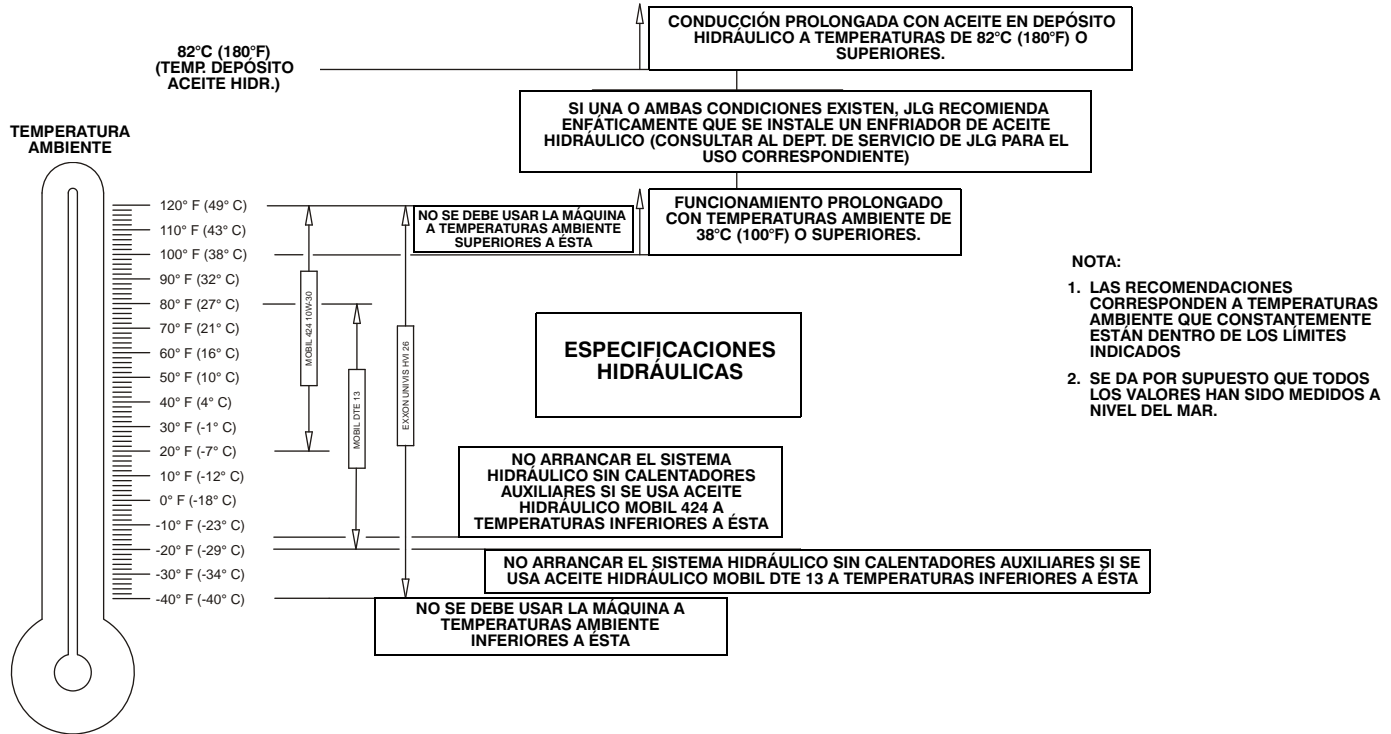 82°C (180°F)
(TEMP. DEPÓSITO
ACEITE HIDR.)
CONDUCCIÓN PROLONGADA CON ACEITE EN DEPÓSITO
HIDRÁULICO A TEMPERATURAS DE 82°C (180°F) O
SUPERIORES.
SI UNA O AMBAS CONDICIONES EXISTEN, JLG RECOMIENDA
ENFÁTICAMENTE QUE SE INSTALE UN ENFRIADOR DE ACEITE
HIDRÁULICO (CONSULTAR AL DEPT. DE SERVICIO DE JLG PARA EL
USO CORRESPONDIENTE)
TEMPERATURA
AMBIENTE
120° F (49° C)
110° F (43° C)
100° F (38° C)
90° F (32° C)
80° F (27° C)
70° F (21° C)
60° F (16° C)
50° F (10° C)
40° F (4° C)
30° F (-1° C)
20° F (-7° C)
10° F (-12° C)
0° F (-18° C)
-10° F (-23° C)
-20° F (-29° C)
-30° F (-34° C)
-40° F (-40° C)
MOBIL 424 10W-30
MOBIL DTE 13
EXXON UNIVIS HVI 26
NO SE DEBE USAR LA MÁQUINA
A TEMPERATURAS AMBIENTE
SUPERIORES A ÉSTA
FUNCIONAMIENTO PROLONGADO
CON TEMPERATURAS AMBIENTE DE
38°C (100°F) O SUPERIORES.
ESPECIFICACIONES
HIDRÁULICAS
NO ARRANCAR EL SISTEMA
HIDRÁULICO SIN CALENTADORES
AUXILIARES SI SE USA ACEITE
HIDRÁULICO MOBIL 424 A
TEMPERATURAS INFERIORES A ÉSTA
NO ARRANCAR EL SISTEMA HIDRÁULICO SIN CALENTADORES AUXILIARES SI SE
USA ACEITE HIDRÁULICO MOBIL DTE 13 A TEMPERATURAS INFERIORES A ÉSTA
NO SE DEBE USAR LA MÁQUINA A
TEMPERATURAS AMBIENTE
INFERIORES A ÉSTA
NOTA:
1. LAS RECOMENDACIONES
CORRESPONDEN A TEMPERATURAS
AMBIENTE QUE CONSTANTEMENTE
ESTÁN DENTRO DE LOS LÍMITES
INDICADOS
2. SE DA POR SUPUESTO QUE TODOS
LOS VALORES HAN SIDO MEDIDOS A
NIVEL DEL MAR.